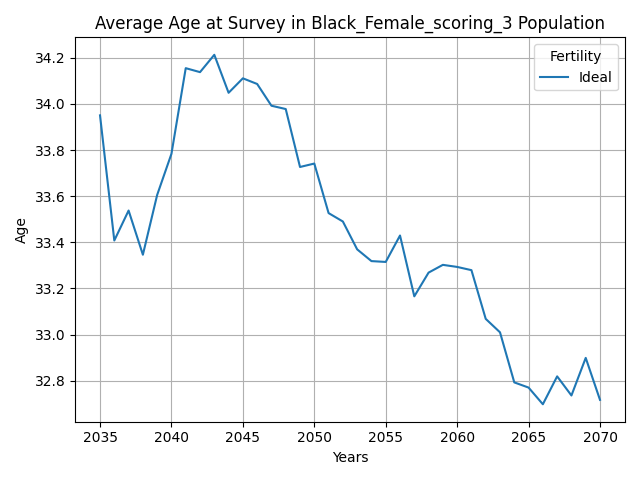 Average Age at Survey in Black_Female_scoring_3 Population
Fertility
Ideal
Age
34.2
34.0
33.8
33.6
33.4
33.2
33.0
32.8
2035 2040 2045 2050 2055 2060 2065 2070
Years